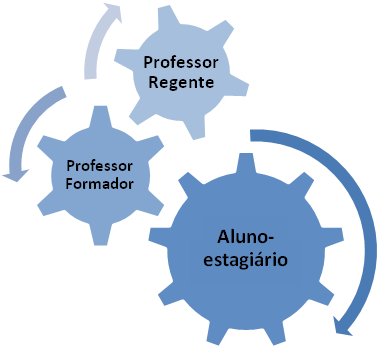 Professor
Regente
Professor
Formador
Aluno-
estagiário